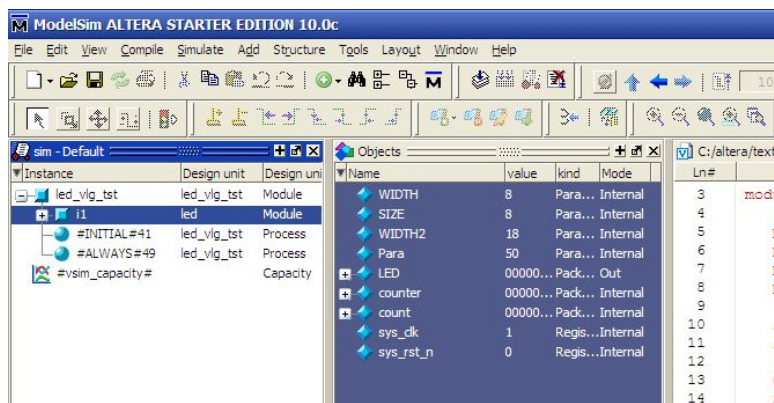 ModelSim ALTERA STARTER EDITION 10.0c
File Edit View Compile Simulate Add Structure Tools Layout Window Help
10
sim - Default
Instance Design unit Design uni
led_vlg_tst led_vlg_tst Module
i1 led Module
#INITIAL#41 led_vlg_tst Process
#ALWAYS#49 led_vlg_tst Process
#vsim_capacity# Capacity
Objects
Name value kind Mode
WIDTH 8 Para... Internal
SIZE 8 Para... Internal
WIDTH2 18 Para... Internal
Para 50 Para... Internal
LED 00000... Pack... Out
counter 00000... Pack... Internal
count 00000... Pack... Internal
sys_clk 1 Regis... Internal
sys_rst_n 0 Regis... Internal
C:/altera/text
Ln#
3 modu
4
5
6
7
8
9
10
11
12
13
14